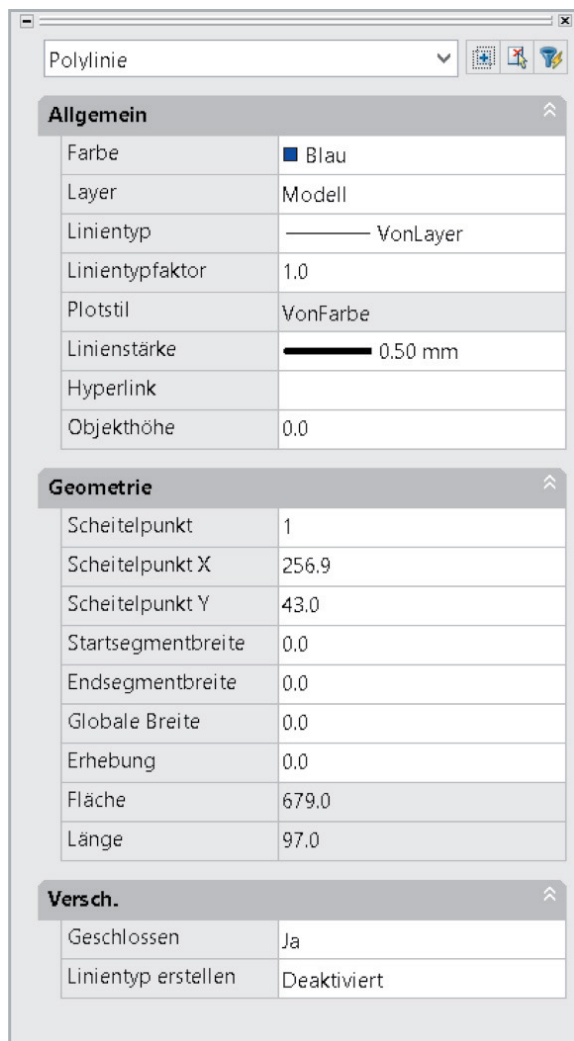 Polylinie
Allgemein
Farbe Blau
Layer Modell
Linientyp VonLayer
Linientypfaktor 1.0
Plotstil VonFarbe
Linienstärke 0.50 mm
Hyperlink
Objekthöhe 0.0
Geometrie
Scheitelpunkt 1
Scheitelpunkt X 256.9
Scheitelpunkt Y 43.0
Startsegmentbreite 0.0
Endsegmentbreite 0.0
Globale Breite 0.0
Erhebung 0.0
Fläche 679.0
Länge 97.0
Versch.
Geschlossen Ja
Linientyp erstellen Deaktiviert